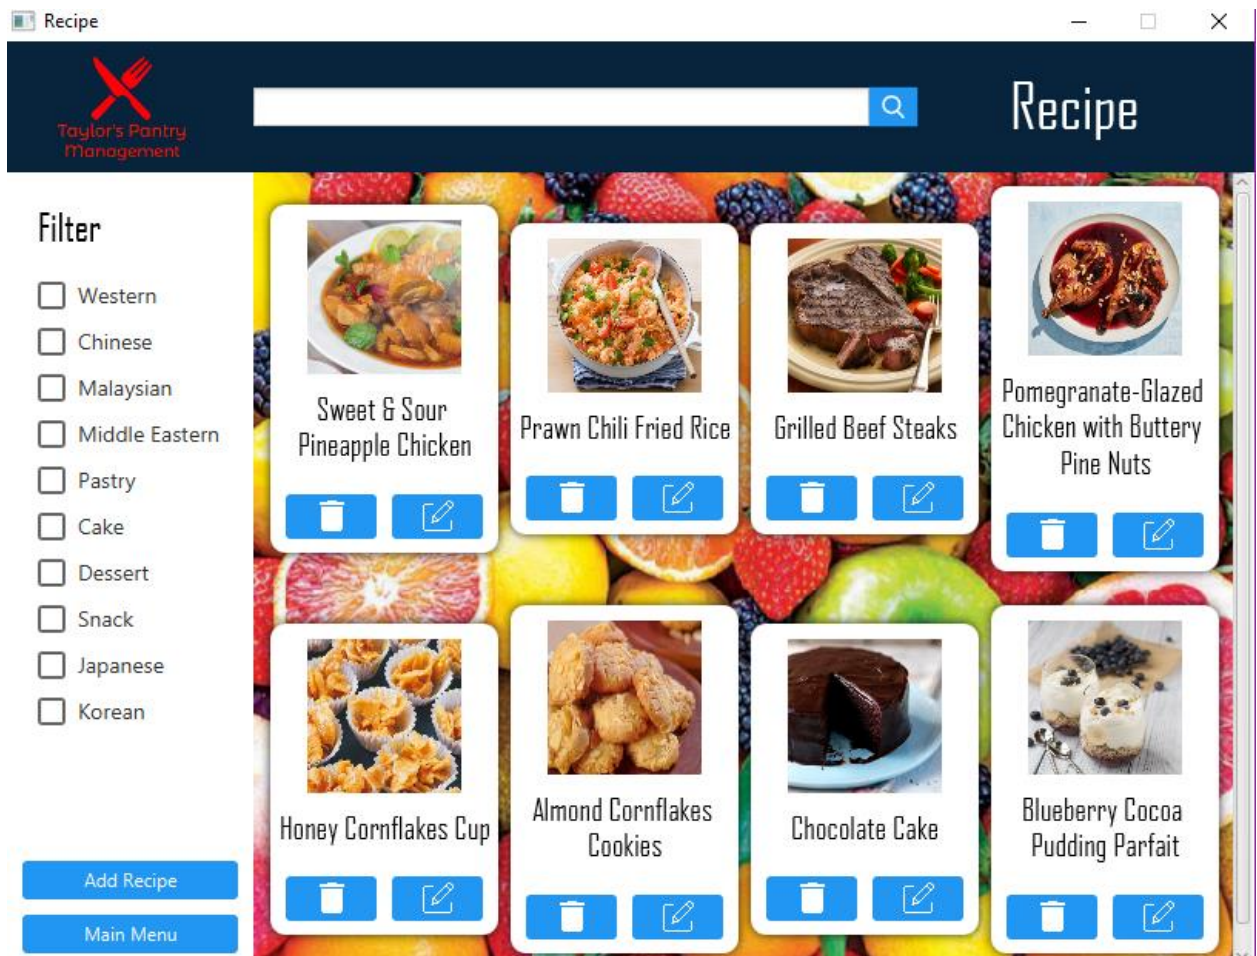 Recipe
Taylor's Pantry
Management
Recipe
Filter
Western
Chinese
Malaysian
Middle Eastern
Pastry
Cake
Dessert
Snack
Japanese
Korean
Add Recipe
Main Menu
Sweet & Sour
Pineapple Chicken
Prawn Chili Fried Rice
Grilled Beef Steaks
Pomegranate-Glazed
Chicken with Buttery
Pine Nuts
Honey Cornflakes Cup
Almond Cornflakes
Cookies
Chocolate Cake
Blueberry Cocoa
Pudding Parfait